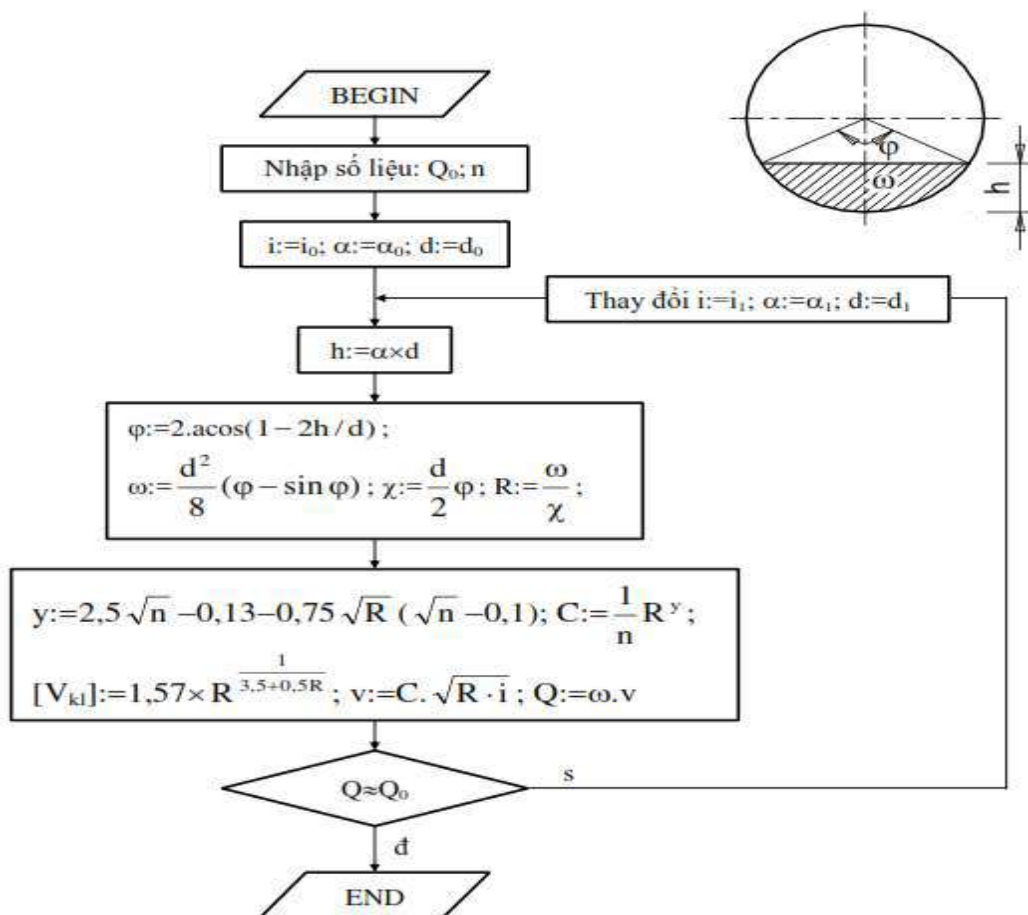 BEGIN
Nhập số liệu: Q₀; n
i:=i₀; α:=α₀; d:=d₀
Thay đổi i:=i₁; α:=α₁; d:=d₁
h:=α×d
φ:=2.acos(1−2h/d);
ω:=d²/8(φ−sin φ); χ:=d/2 φ; R:=ω/χ;
y:=2,5√n −0,13−0,75√R (√n −0,1); C:=1/n R^y;
[V_kl]:=1,57×R^(1/(3,5+0,5R)); v:=C.√(R·i); Q:=ω.v
Q≈Q₀
s
đ
END
φ
ω
h